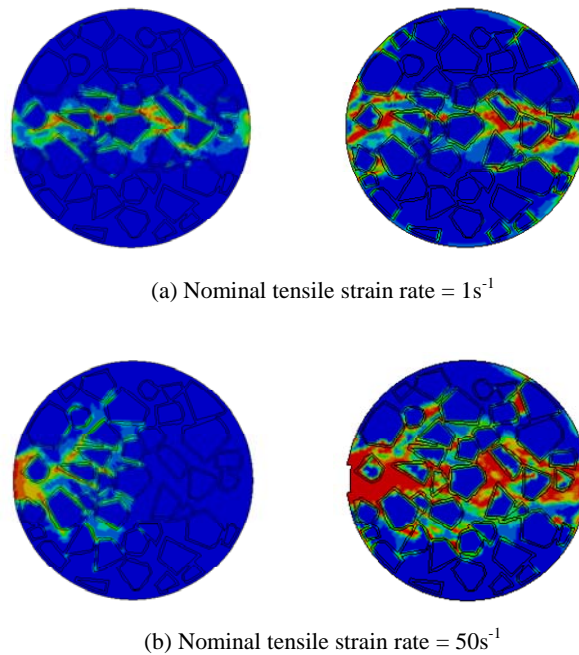 (a) Nominal tensile strain rate = 1s⁻¹
(b) Nominal tensile strain rate = 50s⁻¹